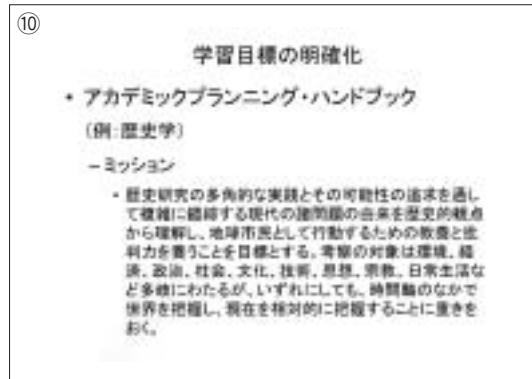 ⑩
学習目標の明確化
• アカデミックプランニング・ハンドブック
（例：歴史学）
– ミッション
• 歴史研究の多角的な実践とその可能性の追求を通し
て複雑に錯綜する現代の諸問題の由来を歴史的観点
から理解し、地球市民として行動するための教養と批
判力を養うことを目標とする。考察の対象は環境、経
済、政治、社会、文化、技術、思想、宗教、日常生活な
ど多岐にわたるが、いずれにしても、時間軸のなかで
世界を把握し、現在を相対的に把握することに重きを
おく。